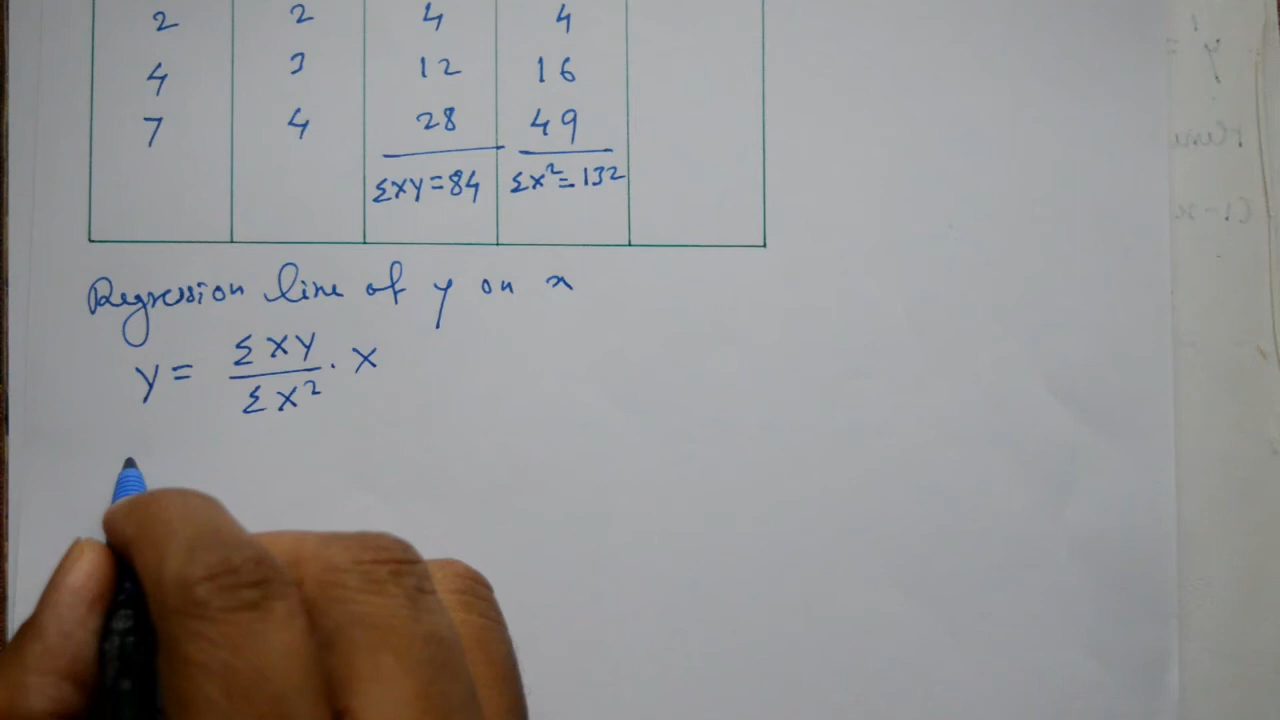 2 2 4 4
4 3 12 16
7 4 28 49
ΣXY=84 Σx²=132
Regression line of y on x
Y = ΣXY/ΣX² · X